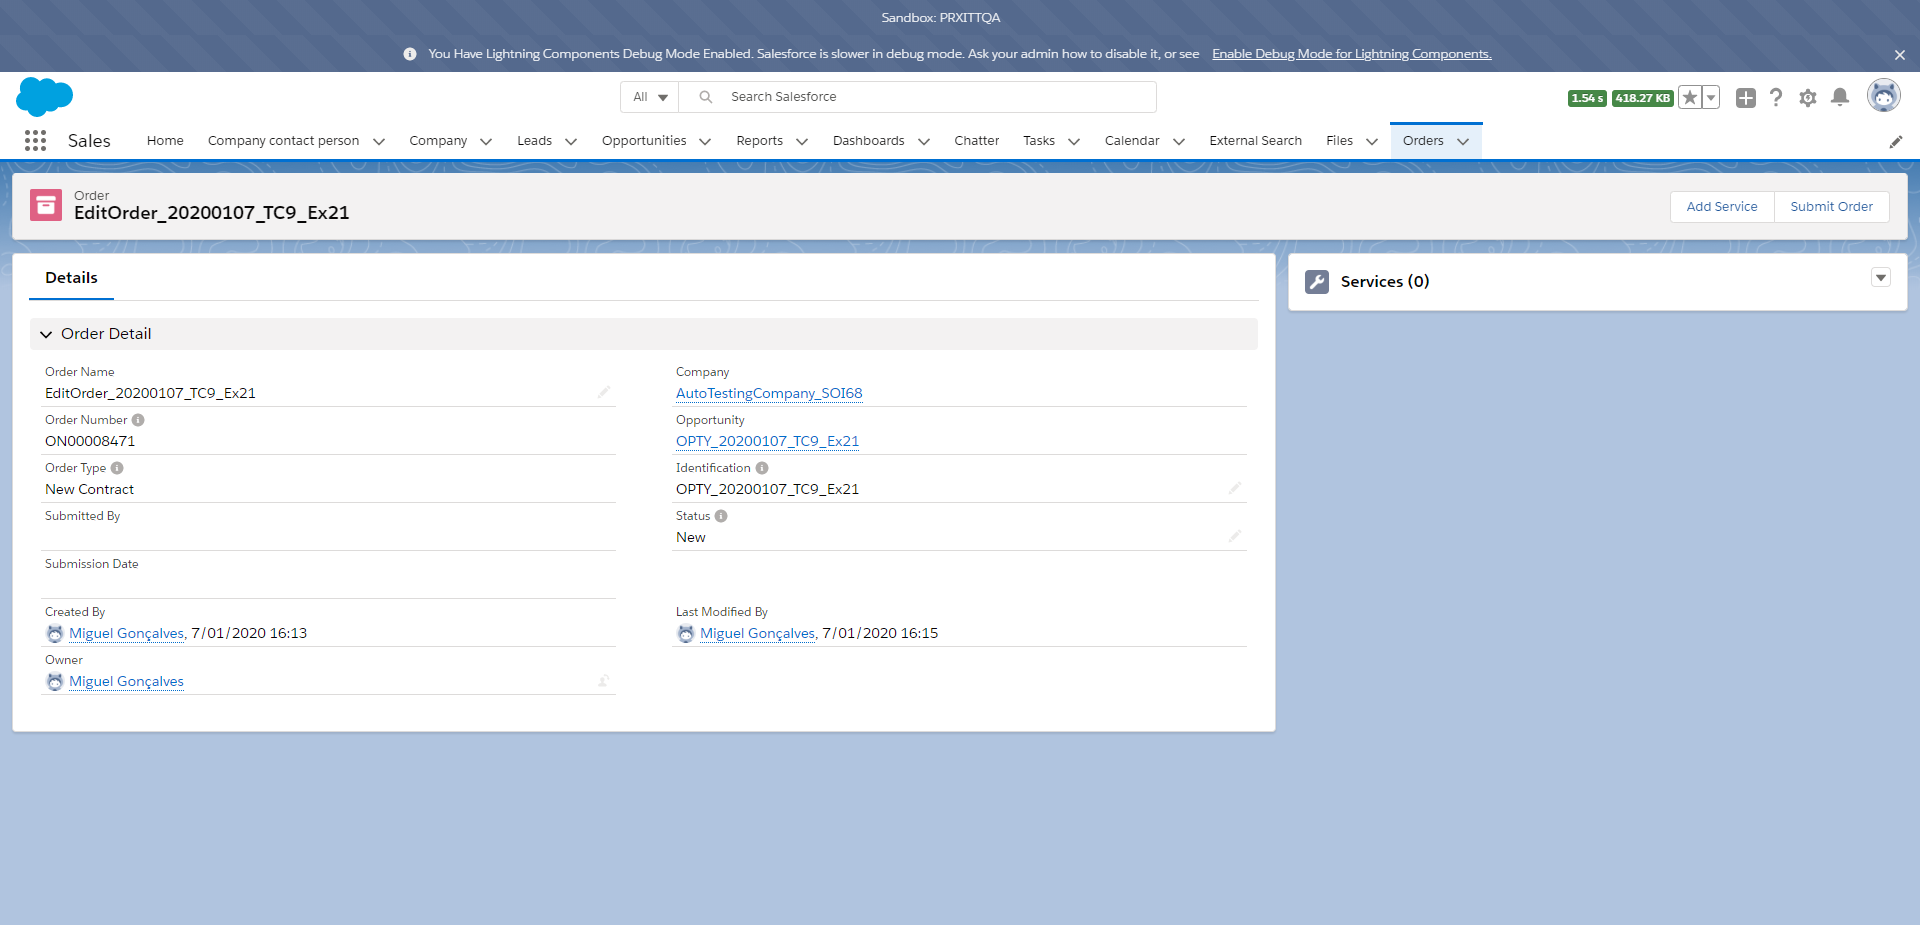 Sandbox: PRXITTQA
You Have Lightning Components Debug Mode Enabled. Salesforce is slower in debug mode. Ask your admin how to disable it, or see Enable Debug Mode for Lightning Components.
All Search Salesforce 1.54 s 418.27 KB
Sales Home Company contact person Company Leads Opportunities Reports Dashboards Chatter Tasks Calendar External Search Files Orders
Order
EditOrder_20200107_TC9_Ex21
Add Service Submit Order
Details
Order Detail
Order Name
EditOrder_20200107_TC9_Ex21
Order Number
ON00008471
Order Type
New Contract
Submitted By
Submission Date
Created By
Miguel Gonçalves, 7/01/2020 16:13
Owner
Miguel Gonçalves
Company
AutoTestingCompany_SOI68
Opportunity
OPTY_20200107_TC9_Ex21
Identification
OPTY_20200107_TC9_Ex21
Status
New
Last Modified By
Miguel Gonçalves, 7/01/2020 16:15
Services (0)